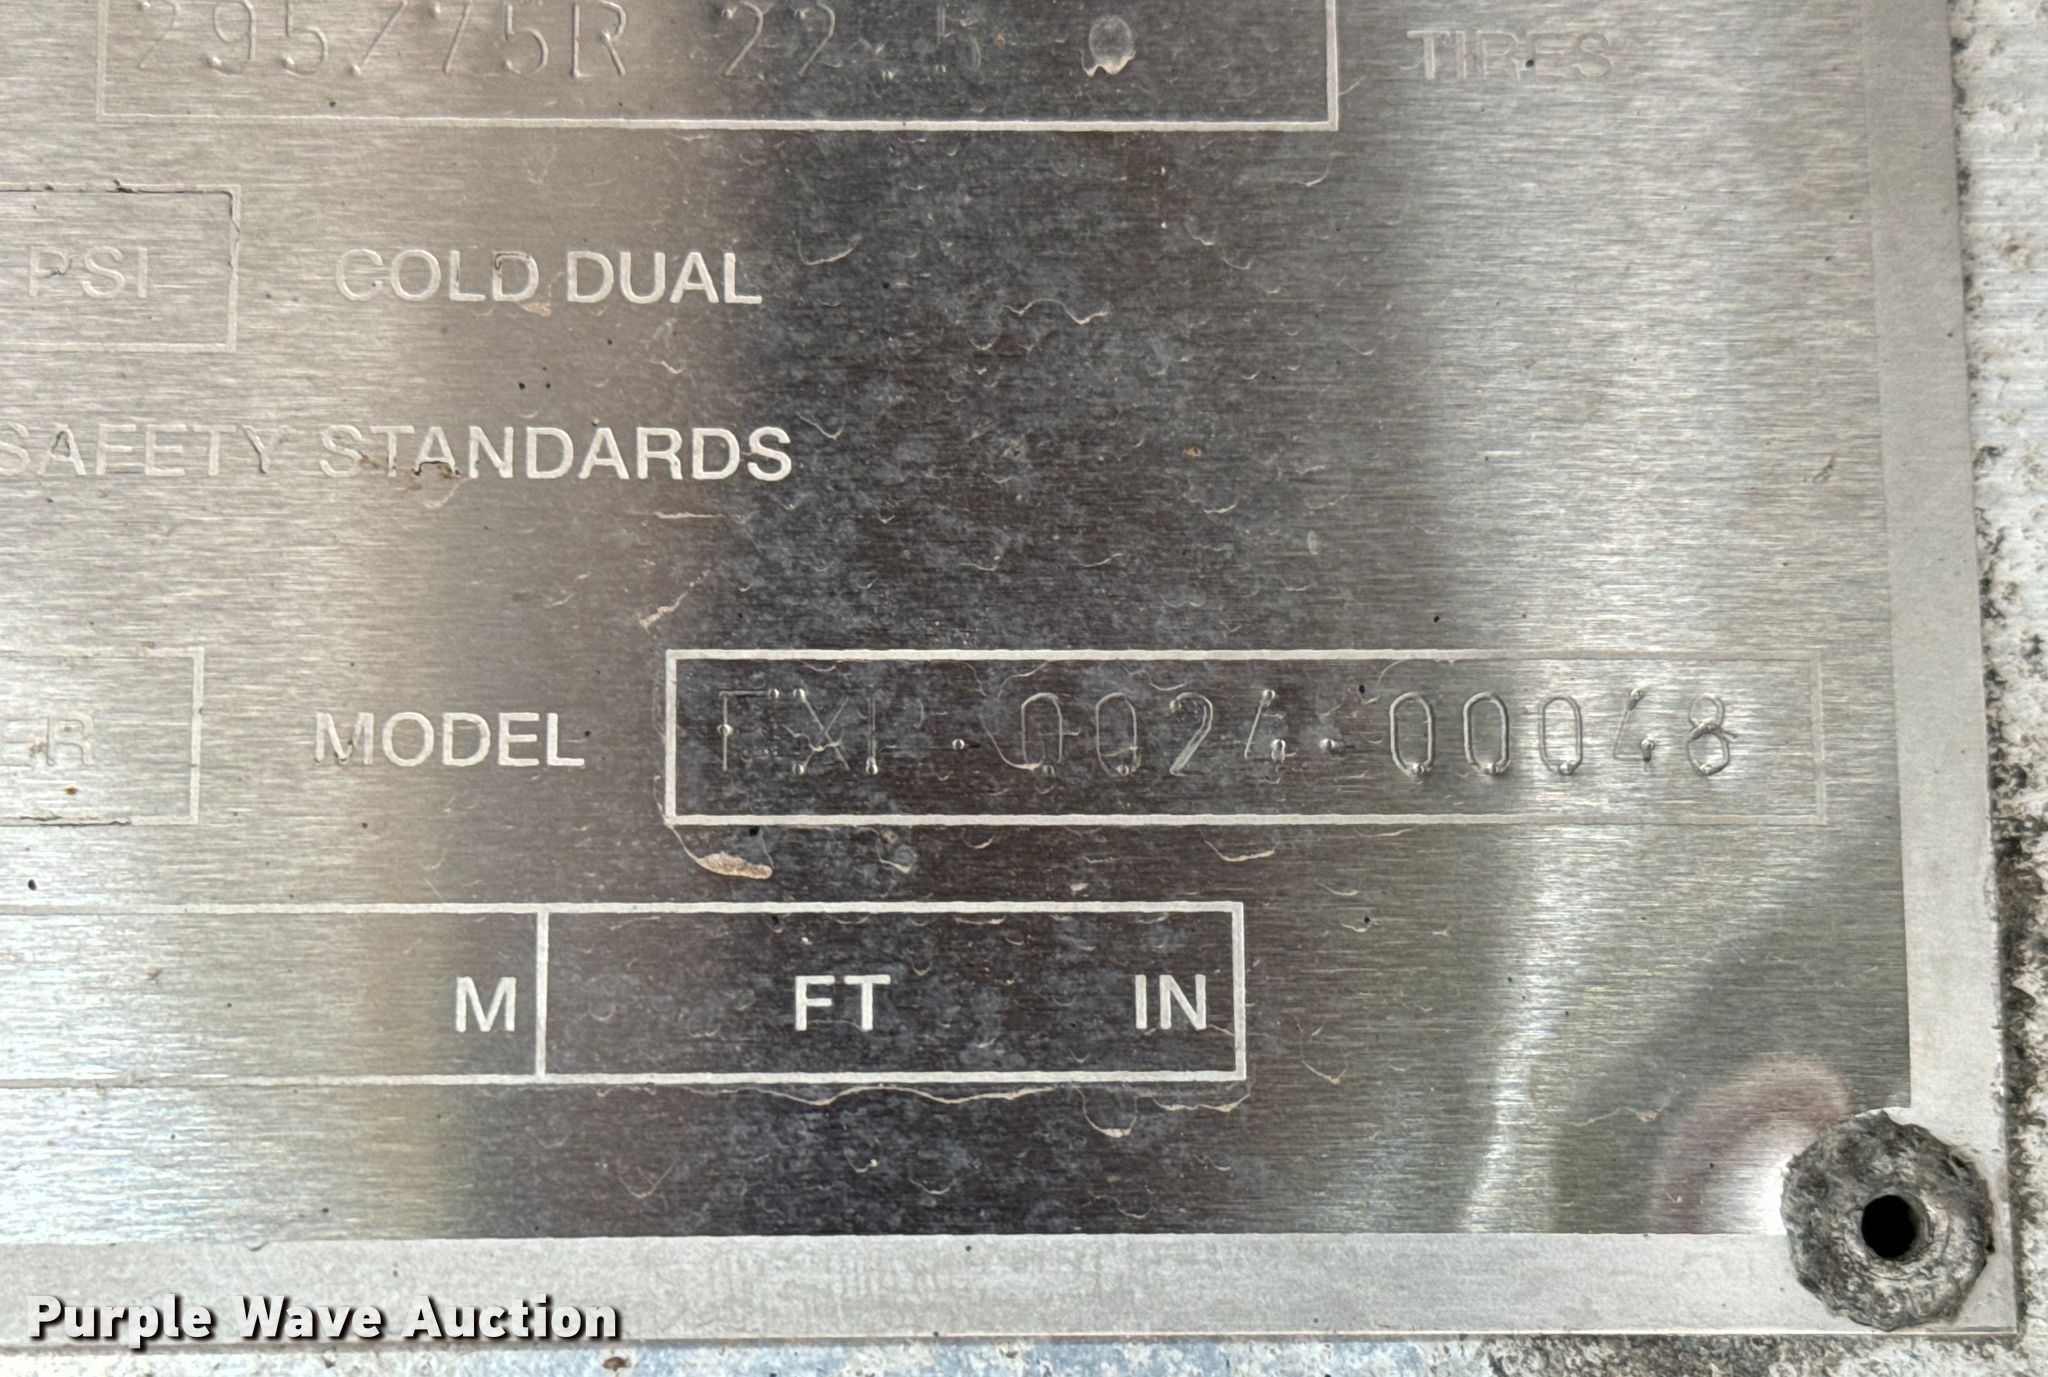 295/75R 22.5 G
TIRES
PSI COLD DUAL
SAFETY STANDARDS
ER MODEL FXP-0024-00048
M FT IN
Purple Wave Auction